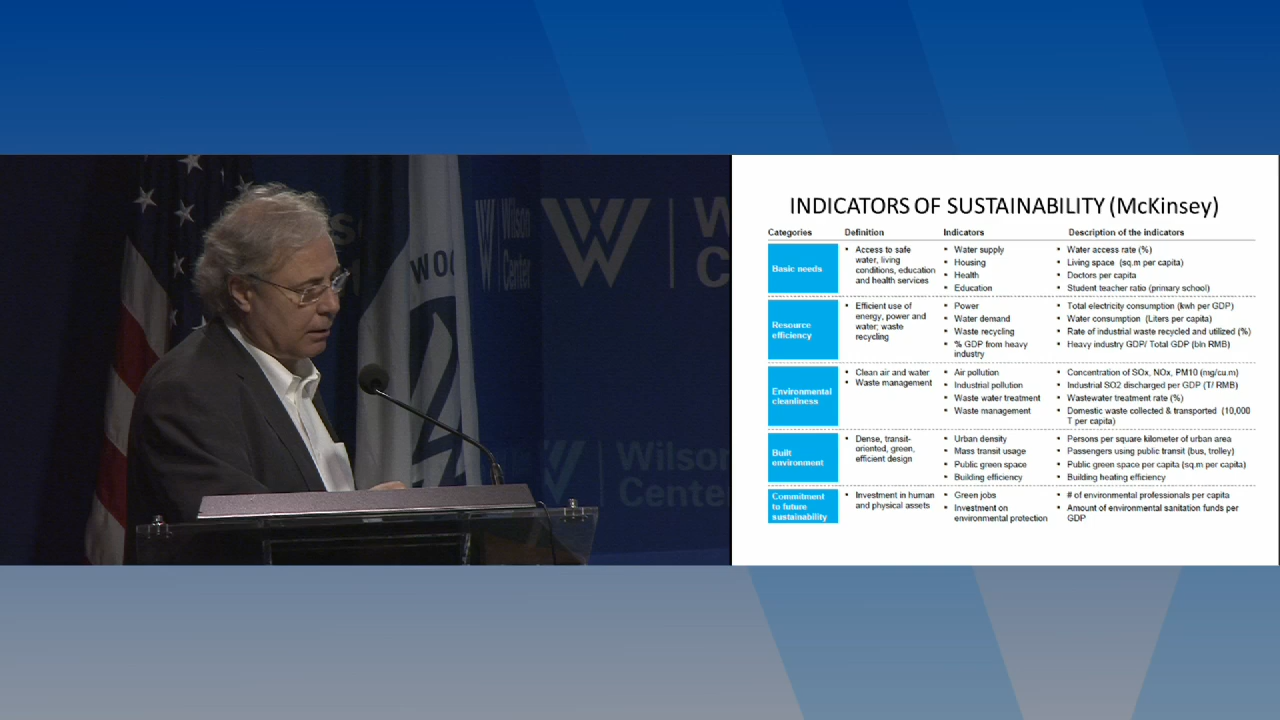 WOO
Wilson
Center
W
C
Wilson
Center
INDICATORS OF SUSTAINABILITY (McKinsey)
Categories Definition Indicators Description of the indicators
Basic needs
• Access to safe
water, living
conditions, education
and health services
• Water supply
• Housing
• Health
• Education
• Water access rate (%)
• Living space (sq.m per capita)
• Doctors per capita
• Student teacher ratio (primary school)
Resource
efficiency
• Efficient use of
energy, power and
water; waste
recycling
• Power
• Water demand
• Waste recycling
• % GDP from heavy
industry
• Total electricity consumption (kwh per GDP)
• Water consumption (Liters per capita)
• Rate of industrial waste recycled and utilized (%)
• Heavy industry GDP/ Total GDP (bln RMB)
Environmental
cleanliness
• Clean air and water
• Waste management
• Air pollution
• Industrial pollution
• Waste water treatment
• Waste management
• Concentration of SOx, NOx, PM10 (mg/cu.m)
• Industrial SO2 discharged per GDP (T/ RMB)
• Wastewater treatment rate (%)
• Domestic waste collected & transported (10,000
T per capita)
Built
environment
• Dense, transit-
oriented, green,
efficient design
• Urban density
• Mass transit usage
• Public green space
• Building efficiency
• Persons per square kilometer of urban area
• Passengers using public transit (bus, trolley)
• Public green space per capita (sq.m per capita)
• Building heating efficiency
Commitment
to future
sustainability
• Investment in human
and physical assets
• Green jobs
• Investment on
environmental protection
• # of environmental professionals per capita
• Amount of environmental sanitation funds per
GDP